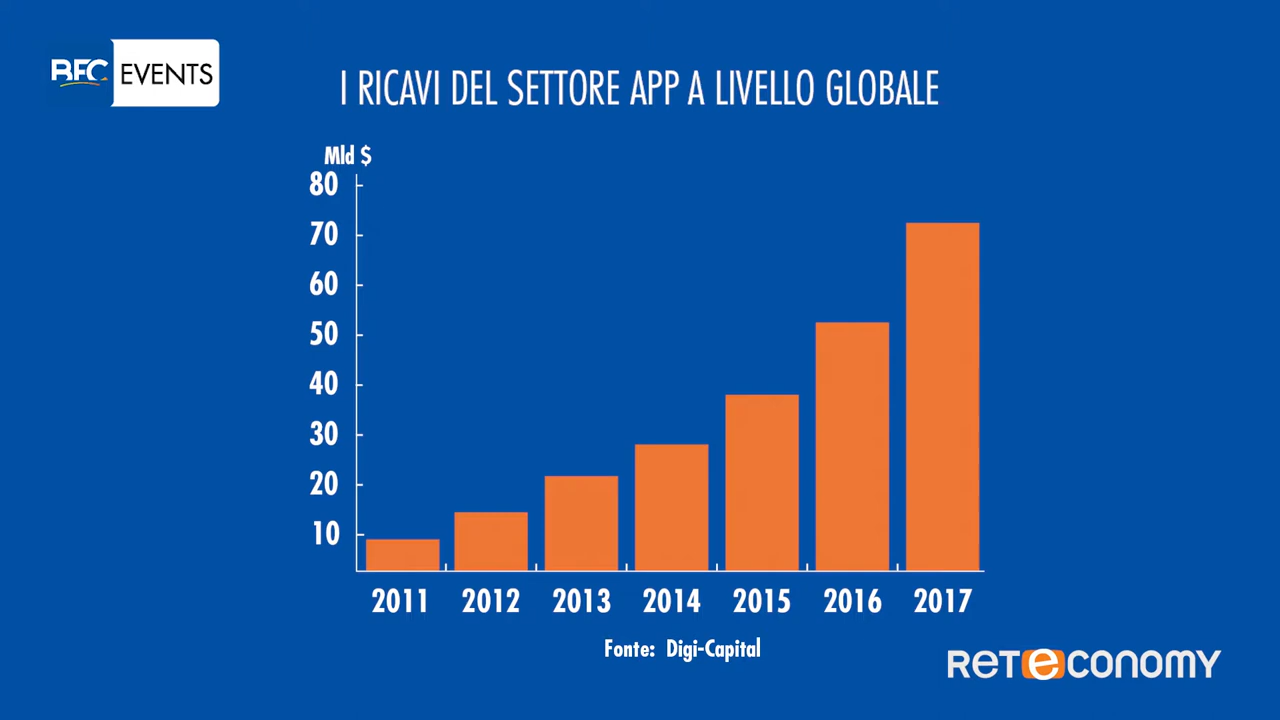 BFC EVENTS
I RICAVI DEL SETTORE APP A LIVELLO GLOBALE
Mld $
80
70
60
50
40
30
20
10
2011 2012 2013 2014 2015 2016 2017
Fonte: Digi-Capital
RETECONOMY